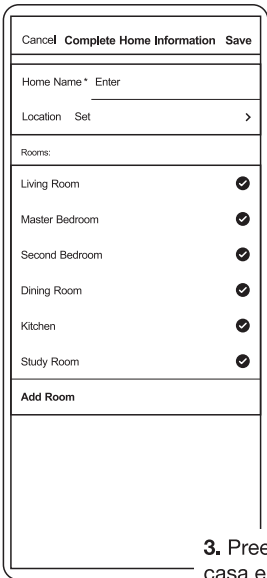 Cancel Complete Home Information Save
Home Name* Enter
Location Set >
Rooms:
Living Room
Master Bedroom
Second Bedroom
Dining Room
Kitchen
Study Room
Add Room
3. Pree
casa e